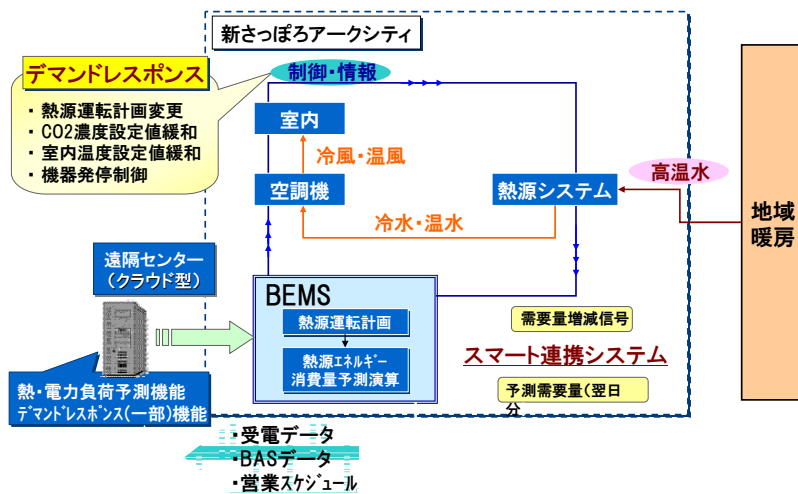 新さっぽろアークシティ
デマンドレスポンス
・ 熱源運転計画変更
・ CO2濃度設定値緩和
・ 室内温度設定値緩和
・ 機器発停制御
制御・情報
室内
冷風・温風
空調機
熱源システム
冷水・温水
高温水
地域
暖房
遠隔センター
（クラウド型）
BEMS
熱源運転計画
熱源エネルギー
消費量予測演算
需要量増減信号
スマート連携システム
予測需要量(翌日
分
熱・電力負荷予測機能
デマンドレスポンス(一部)機能
・受電データ
・BASデータ
・営業スケジュール